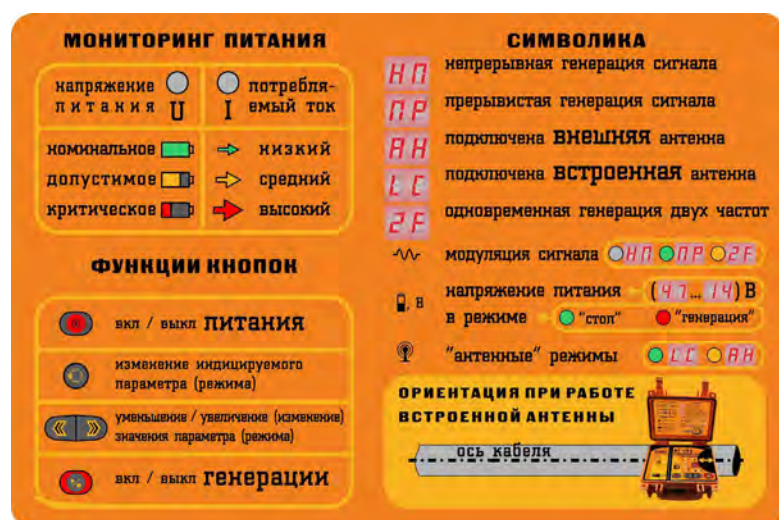 МОНИТОРИНГ ПИТАНИЯ
напряжение питания U
I потребляемый ток
номинальное
низкий
допустимое
средний
критическое
высокий
ФУНКЦИИ КНОПОК
вкл / выкл питания
изменение индицируемого
параметра (режима)
уменьшение / увеличение (изменение)
значения параметра (режима)
вкл / выкл генерации
СИМВОЛИКА
НП непрерывная генерация сигнала
ПР прерывистая генерация сигнала
АН подключена внешняя антенна
LC подключена встроенная антенна
2F одновременная генерация двух частот
модуляция сигнала НП ПР 2F
, В напряжение питания (47... 14) В
в режиме "стоп" "генерация"
"антенные" режимы LC АН
ОРИЕНТАЦИЯ ПРИ РАБОТЕ
ВСТРОЕННОЙ АНТЕННЫ
ось кабеля